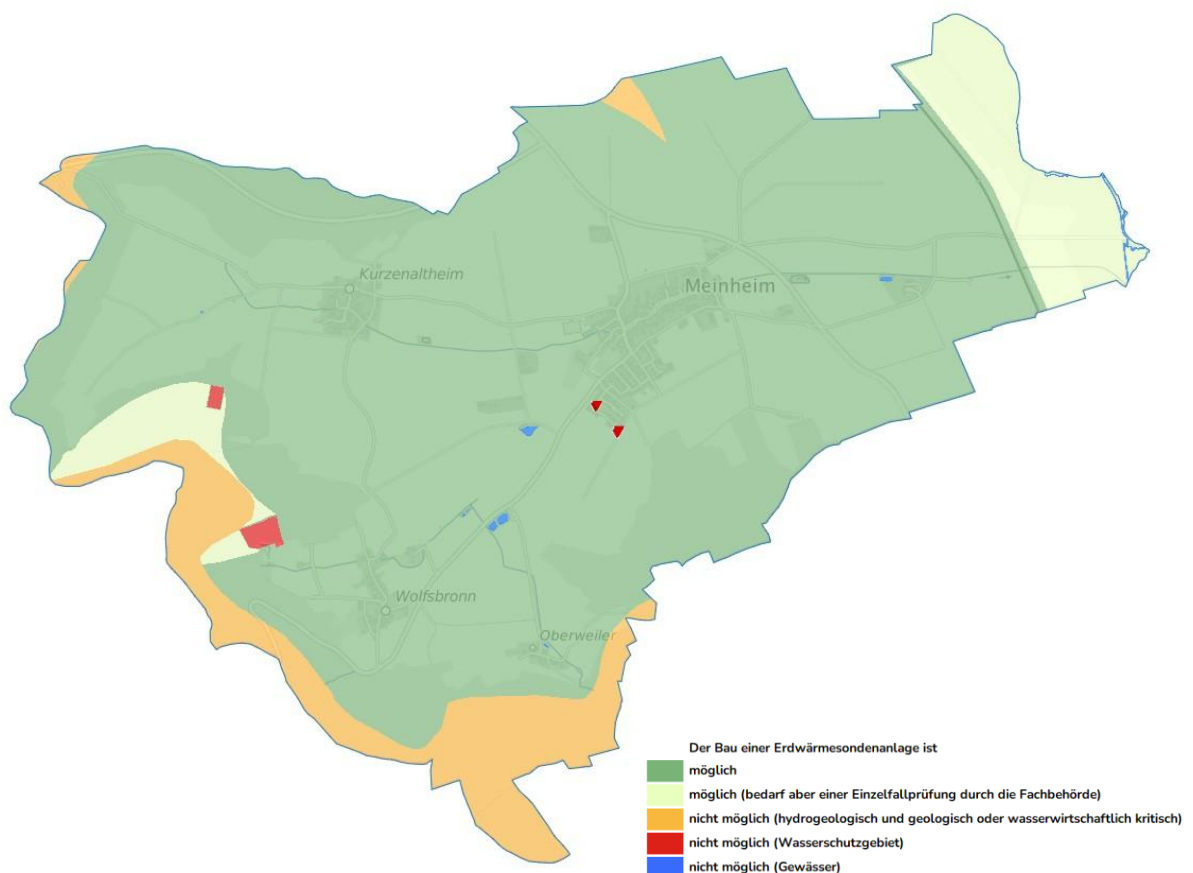 Kurzenaltheim
Meinheim
Wolfsbronn
Oberweiler
Der Bau einer Erdwärmesondenanlage ist
möglich
möglich (bedarf aber einer Einzelfallprüfung durch die Fachbehörde)
nicht möglich (hydrogeologisch und geologisch oder wasserwirtschaftlich kritisch)
nicht möglich (Wasserschutzgebiet)
nicht möglich (Gewässer)